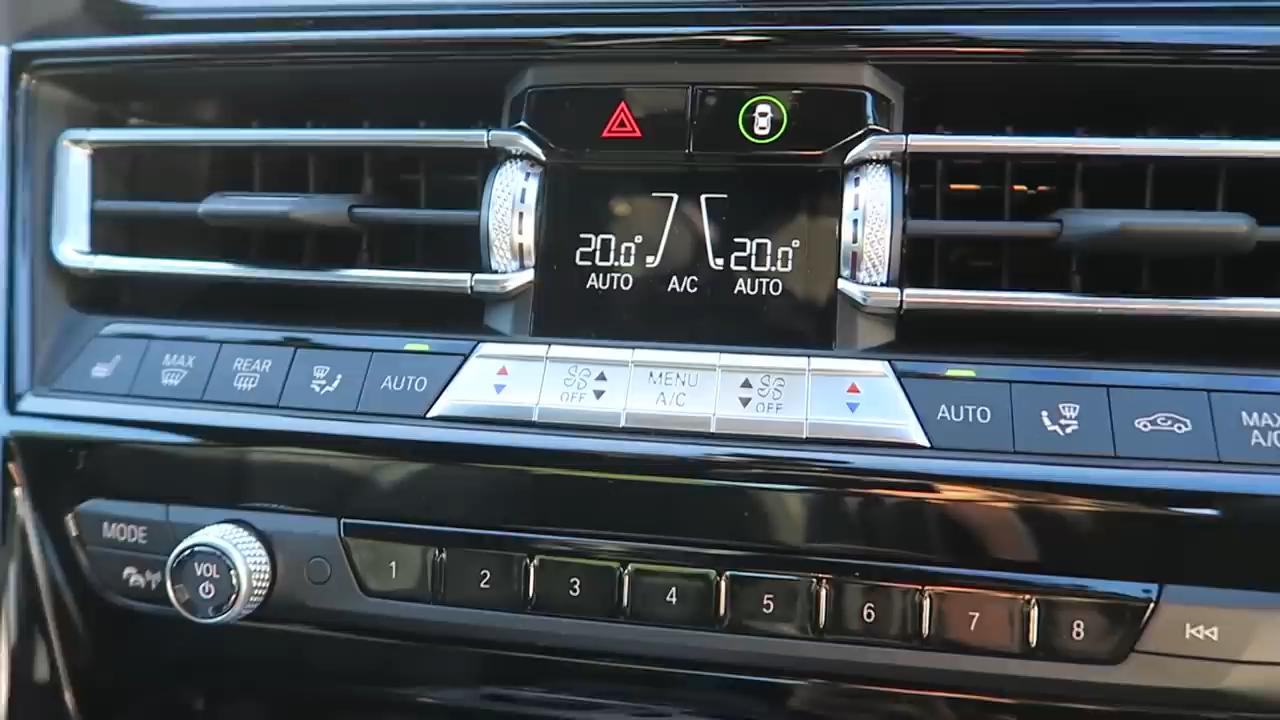 20.0° 20.0°
AUTO A/C AUTO
MAX REAR AUTO OFF MENU A/C OFF AUTO MAX A/C
MODE
VOL
1 2 3 4 5 6 7 8